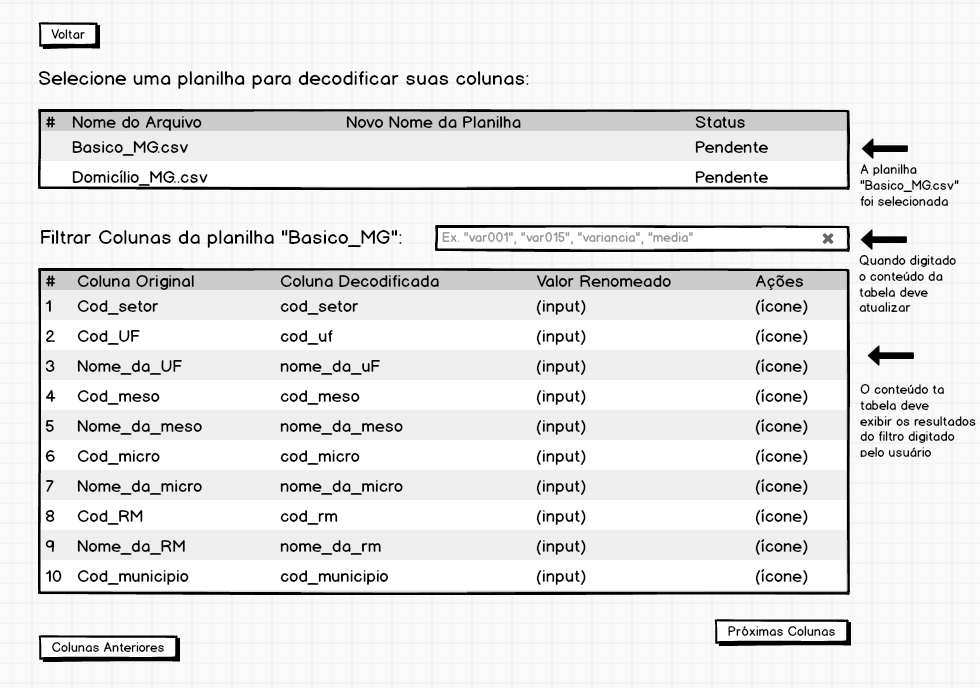 Voltar
Selecione uma planilha para decodificar suas colunas:
# Nome do Arquivo Novo Nome da Planilha Status
Basico_MG.csv Pendente
Domicílio_MG..csv Pendente
A planilha
"Basico_MG.csv"
foi selecionada
Filtrar Colunas da planilha "Basico_MG":
Ex. "var001", "var015", "variancia", "media"
Quando digitado
o conteúdo da
tabela deve
atualizar
# Coluna Original Coluna Decodificada Valor Renomeado Ações
1 Cod_setor cod_setor (input) (ícone)
2 Cod_UF cod_uf (input) (ícone)
3 Nome_da_UF nome_da_uF (input) (ícone)
4 Cod_meso cod_meso (input) (ícone)
5 Nome_da_meso nome_da_meso (input) (ícone)
6 Cod_micro cod_micro (input) (ícone)
7 Nome_da_micro nome_da_micro (input) (ícone)
8 Cod_RM cod_rm (input) (ícone)
9 Nome_da_RM nome_da_rm (input) (ícone)
10 Cod_municipio cod_municipio (input) (ícone)
O conteúdo ta
tabela deve
exibir os resultados
do filtro digitado
pelo usuário
Colunas Anteriores
Próximas Colunas